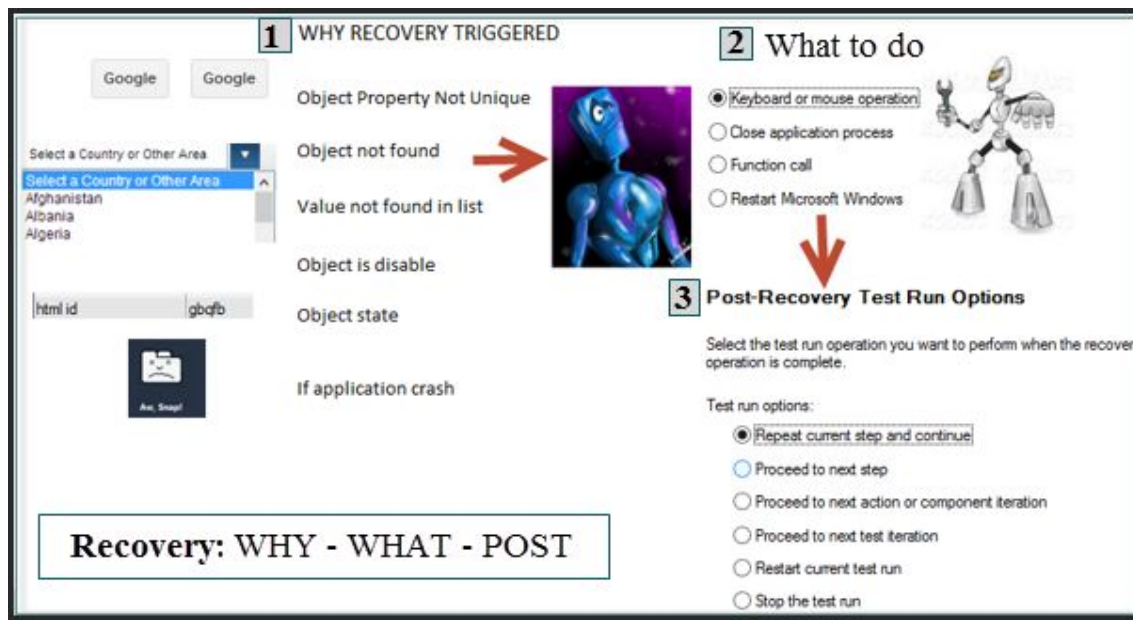 1 WHY RECOVERY TRIGGERED
Google Google
Object Property Not Unique
Select a Country or Other Area
Select a Country or Other Area
Afghanistan
Albania
Algeria
Object not found
Value not found in list
Object is disable
html id gbqfb
Object state
Aw, Snap!
If application crash
Recovery: WHY - WHAT - POST
2 What to do
Keyboard or mouse operation
Close application process
Function call
Restart Microsoft Windows
3 Post-Recovery Test Run Options
Select the test run operation you want to perform when the recover
operation is complete.
Test run options:
Repeat current step and continue
Proceed to next step
Proceed to next action or component iteration
Proceed to next test iteration
Restart current test run
Stop the test run